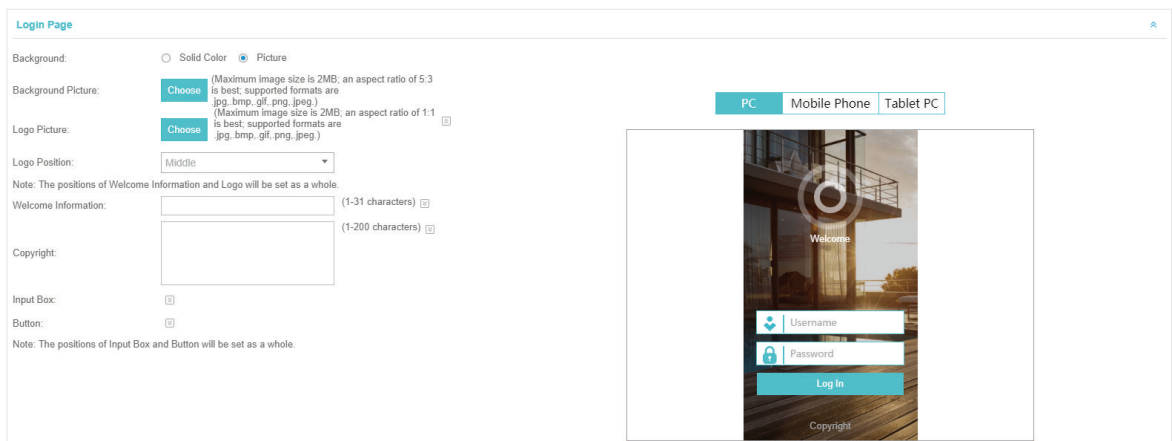 Login Page
Background:
Solid Color
Picture
Background Picture:
Choose
(Maximum image size is 2MB; an aspect ratio of 5:3
is best; supported formats are
.jpg,.bmp,.gif,.png,.jpeg.)
Logo Picture:
Choose
(Maximum image size is 2MB; an aspect ratio of 1:1
is best; supported formats are
.jpg,.bmp,.gif,.png,.jpeg.)
Logo Position:
Middle
Note: The positions of Welcome Information and Logo will be set as a whole.
Welcome Information:
(1-31 characters)
(1-200 characters)
Copyright:
Input Box:
Button:
Note: The positions of Input Box and Button will be set as a whole.
PC
Mobile Phone
Tablet PC
Welcome
Username
Password
Log In
Copyright